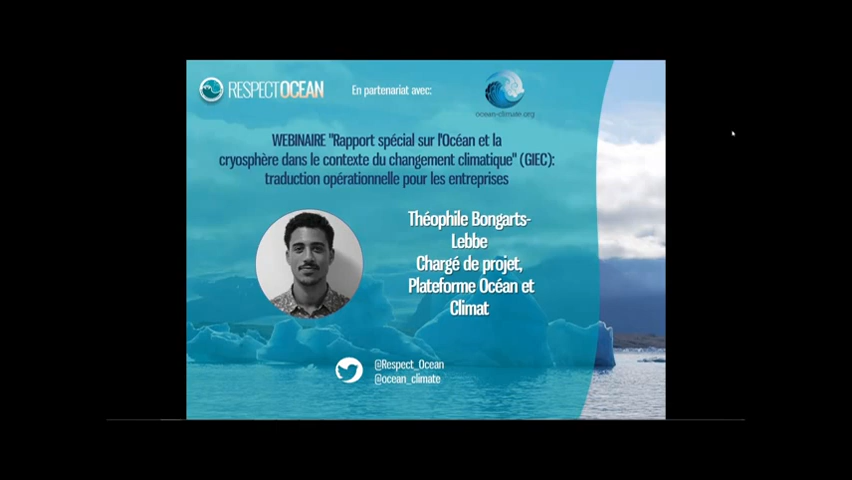 RESPECTOCEAN
En partenariat avec:
ocean-climate.org
WEBINAIRE "Rapport spécial sur l'Océan et la
cryosphère dans le contexte du changement climatique" (GIEC):
traduction opérationnelle pour les entreprises
Théophile Bongarts-
Lebbe
Chargé de projet,
Plateforme Océan et
Climat
@Respect_Ocean
@ocean_climate